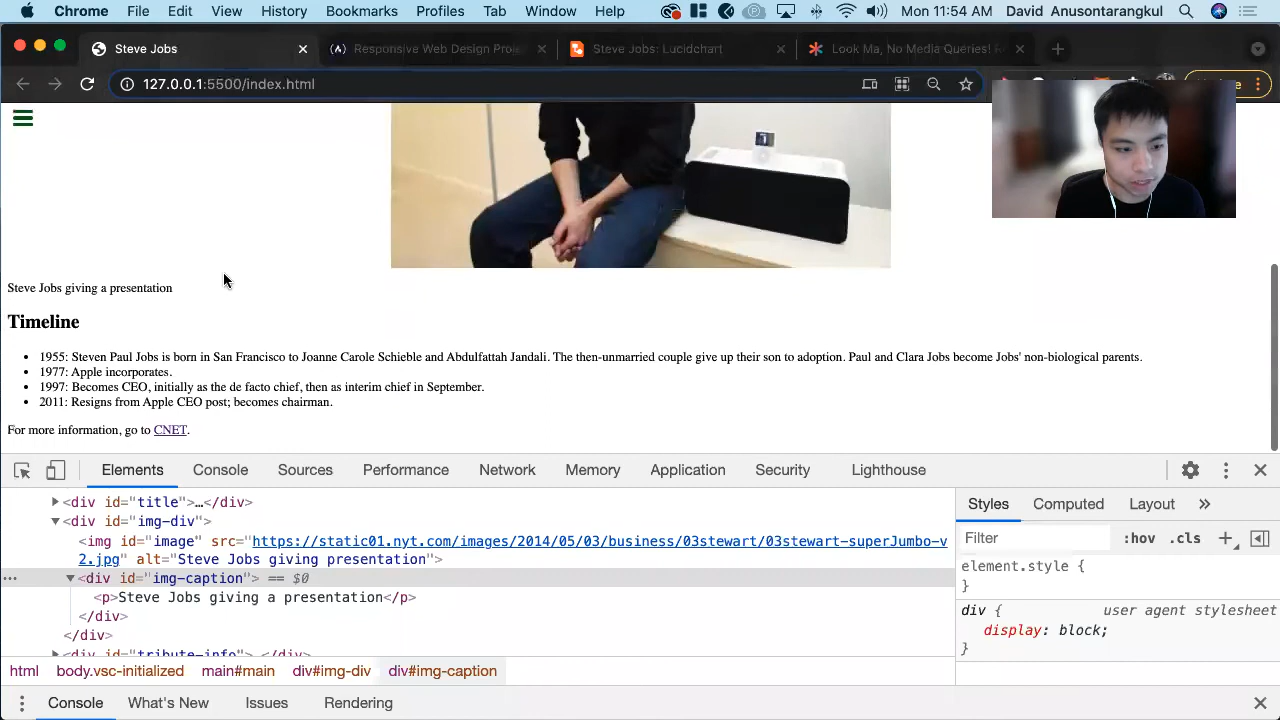 Chrome File Edit View History Bookmarks Profiles Tab Window Help Mon 11:54 AM David Anusontarangkul
Steve Jobs Responsive Web Design Proje Steve Jobs: Lucidchart Look Ma, No Media Queries! R
127.0.0.1:5500/index.html
Steve Jobs giving a presentation
Timeline
• 1955: Steven Paul Jobs is born in San Francisco to Joanne Carole Schieble and Abdulfattah Jandali. The then-unmarried couple give up their son to adoption. Paul and Clara Jobs become Jobs' non-biological parents.
• 1977: Apple incorporates.
• 1997: Becomes CEO, initially as the de facto chief, then as interim chief in September.
• 2011: Resigns from Apple CEO post; becomes chairman.
For more information, go to CNET.
Elements Console Sources Performance Network Memory Application Security Lighthouse
<div id="title">…</div>
<div id="img-div">
<img id="image" src="https://static01.nyt.com/images/2014/05/03/business/03stewart/03stewart-superJumbo-v
2.jpg" alt="Steve Jobs giving presentation">
<div id="img-caption"> == $0
<p>Steve Jobs giving a presentation</p>
</div>
</div>
<div id="tribute-info">…</div>
html body.vsc-initialized main#main div#img-div div#img-caption
Styles Computed Layout »
Filter :hov .cls +
element.style {
}
div { user agent stylesheet
display: block;
}
Console What's New Issues Rendering